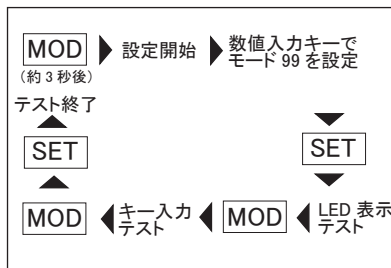 MOD
(約3秒後)
設定開始
数値入力キーで
モード99を設定
SET
LED 表示
テスト
MOD
キー入力
テスト
MOD
SET
テスト終了